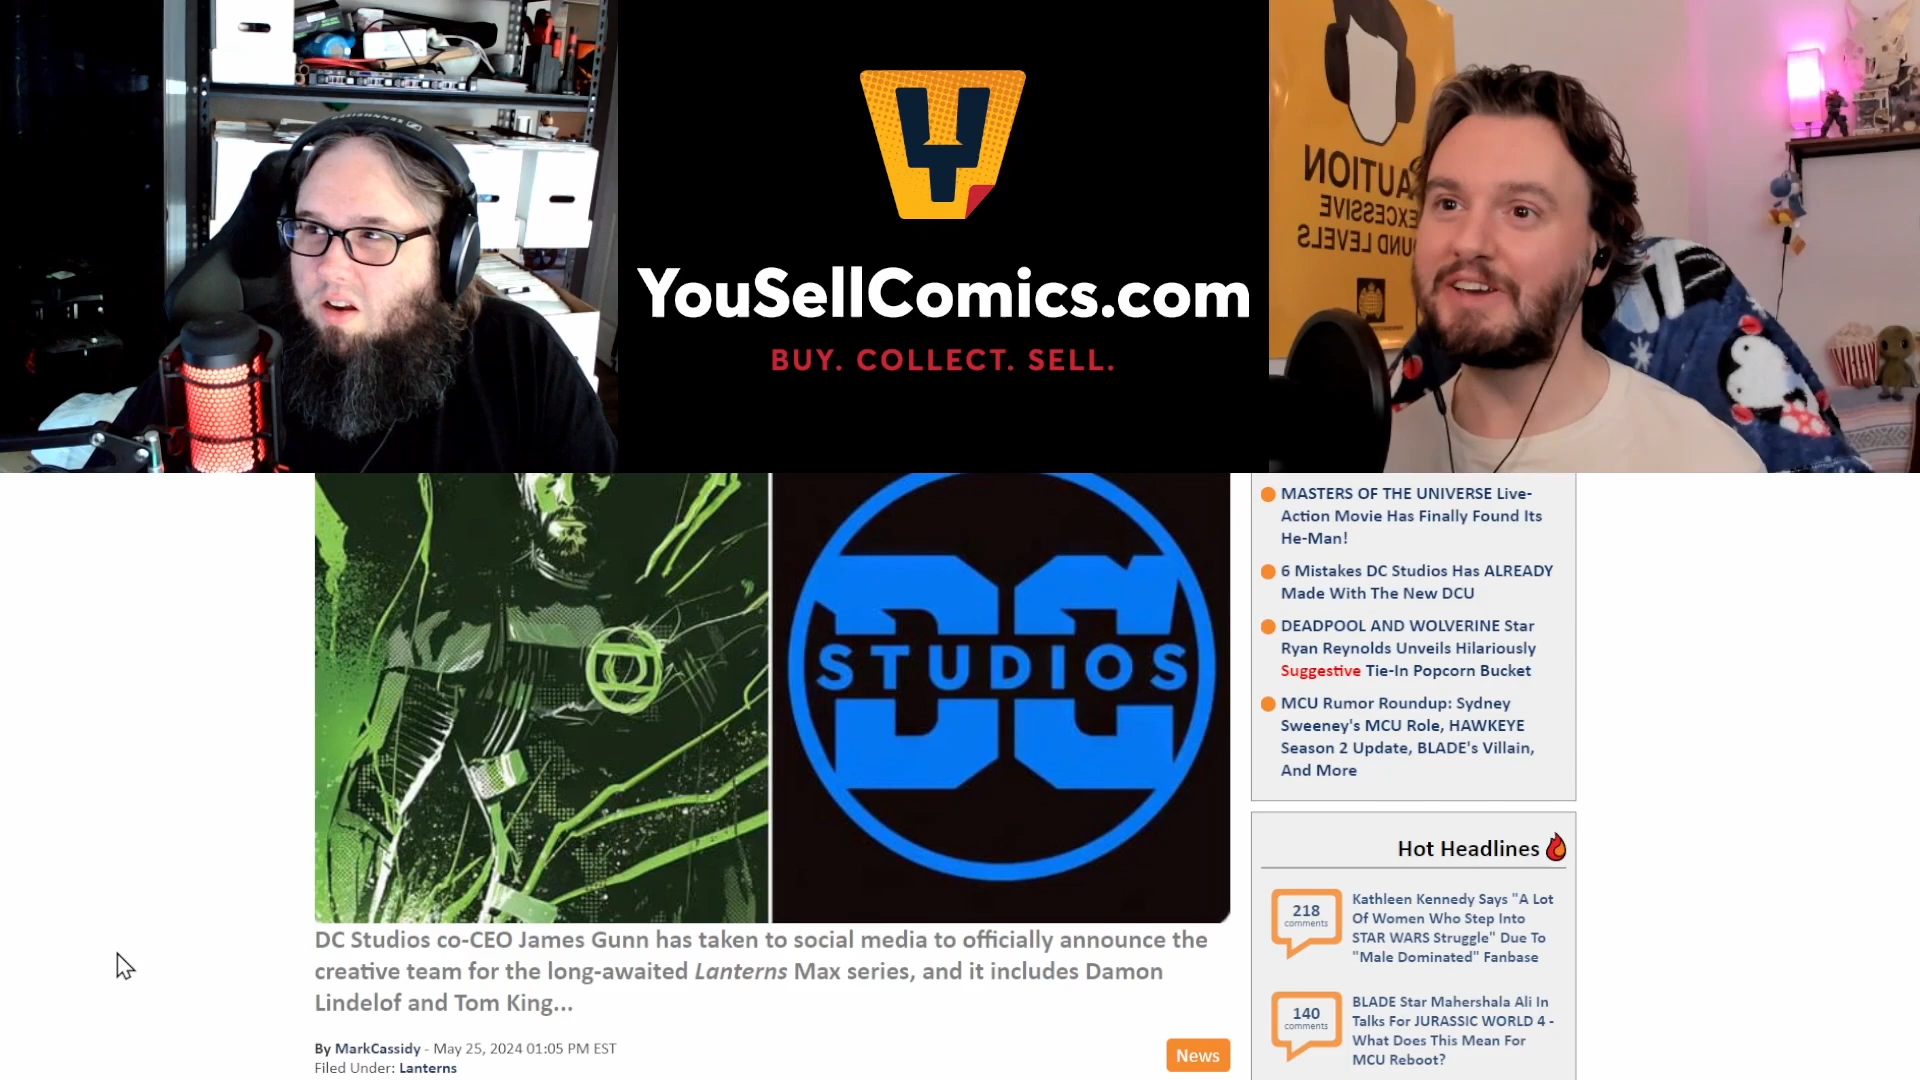 SENNHEISER
YouSellComics.com
BUY. COLLECT. SELL.
CAUTION
EXCESSIVE
SOUND LEVELS
DC
STUDIOS
DC Studios co-CEO James Gunn has taken to social media to officially announce the
creative team for the long-awaited Lanterns Max series, and it includes Damon
Lindelof and Tom King...
By MarkCassidy - May 25, 2024 01:05 PM EST
Filed Under: Lanterns
News
MASTERS OF THE UNIVERSE Live-
Action Movie Has Finally Found Its
He-Man!
6 Mistakes DC Studios Has ALREADY
Made With The New DCU
DEADPOOL AND WOLVERINE Star
Ryan Reynolds Unveils Hilariously
Suggestive Tie-In Popcorn Bucket
MCU Rumor Roundup: Sydney
Sweeney's MCU Role, HAWKEYE
Season 2 Update, BLADE's Villain,
And More
Hot Headlines
218
comments
Kathleen Kennedy Says "A Lot
Of Women Who Step Into
STAR WARS Struggle" Due To
"Male Dominated" Fanbase
140
comments
BLADE Star Mahershala Ali In
Talks For JURASSIC WORLD 4 -
What Does This Mean For
MCU Reboot?